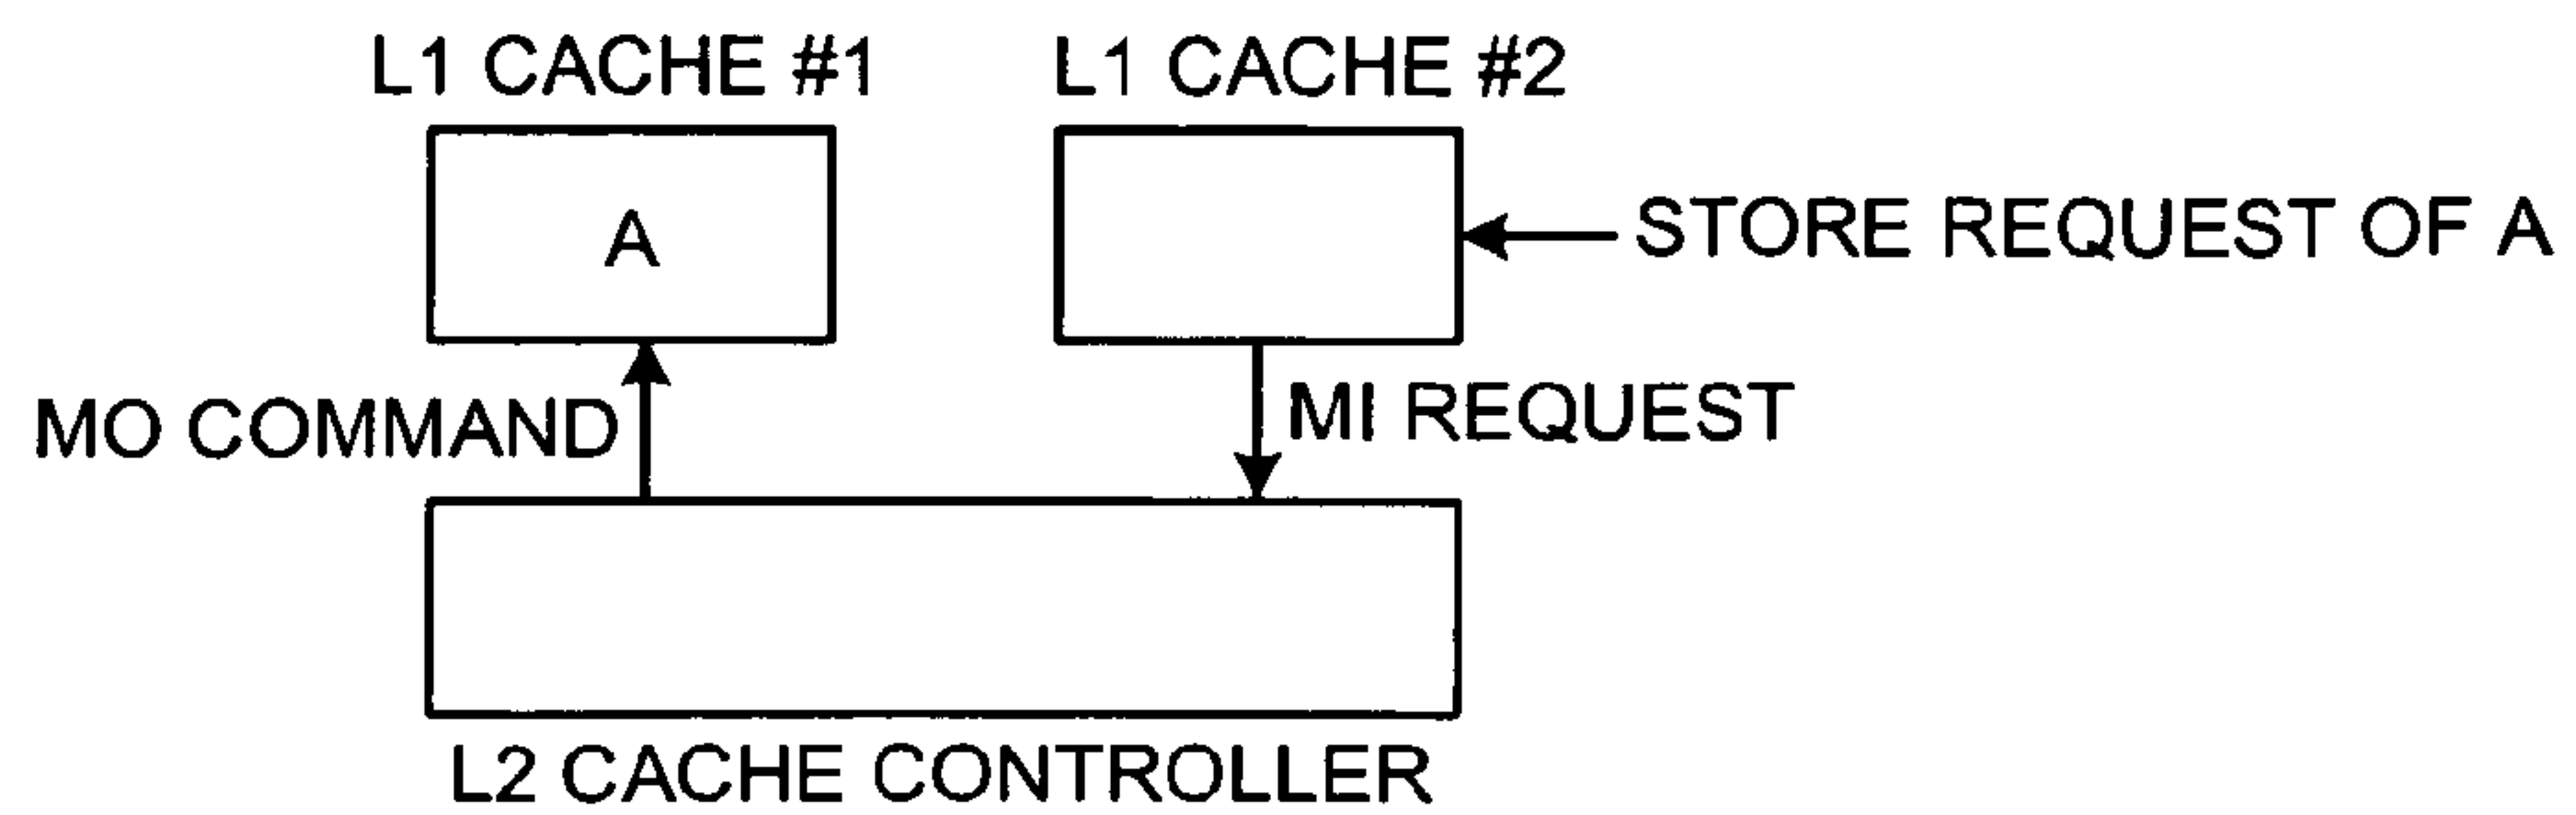 L1 CACHE #1
L1 CACHE #2
A
STORE REQUEST OF A
MO COMMAND
MI REQUEST
L2 CACHE CONTROLLER